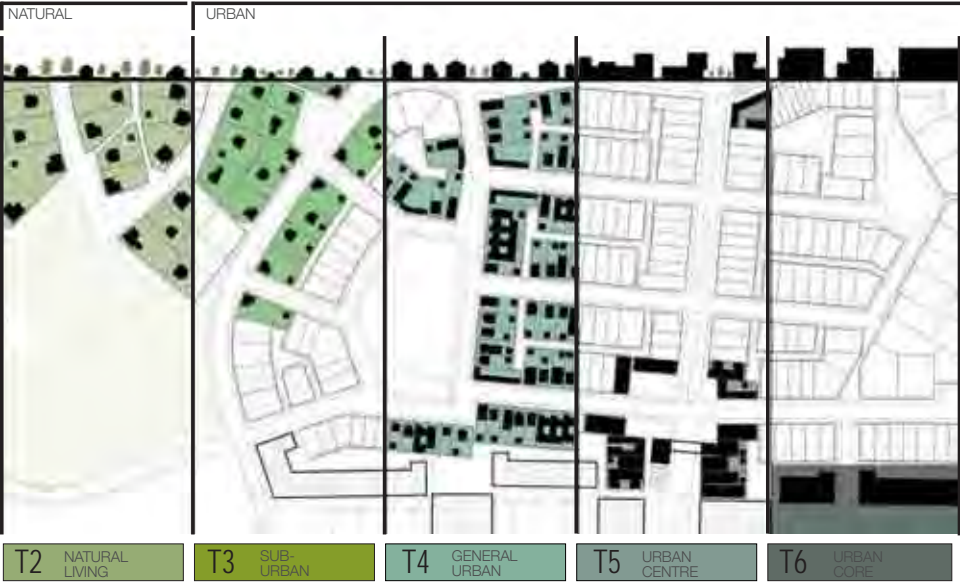 NATURAL
URBAN
T2 NATURAL
LIVING
T3 SUB-
URBAN
T4 GENERAL
URBAN
T5 URBAN
CENTRE
T6 URBAN
CORE